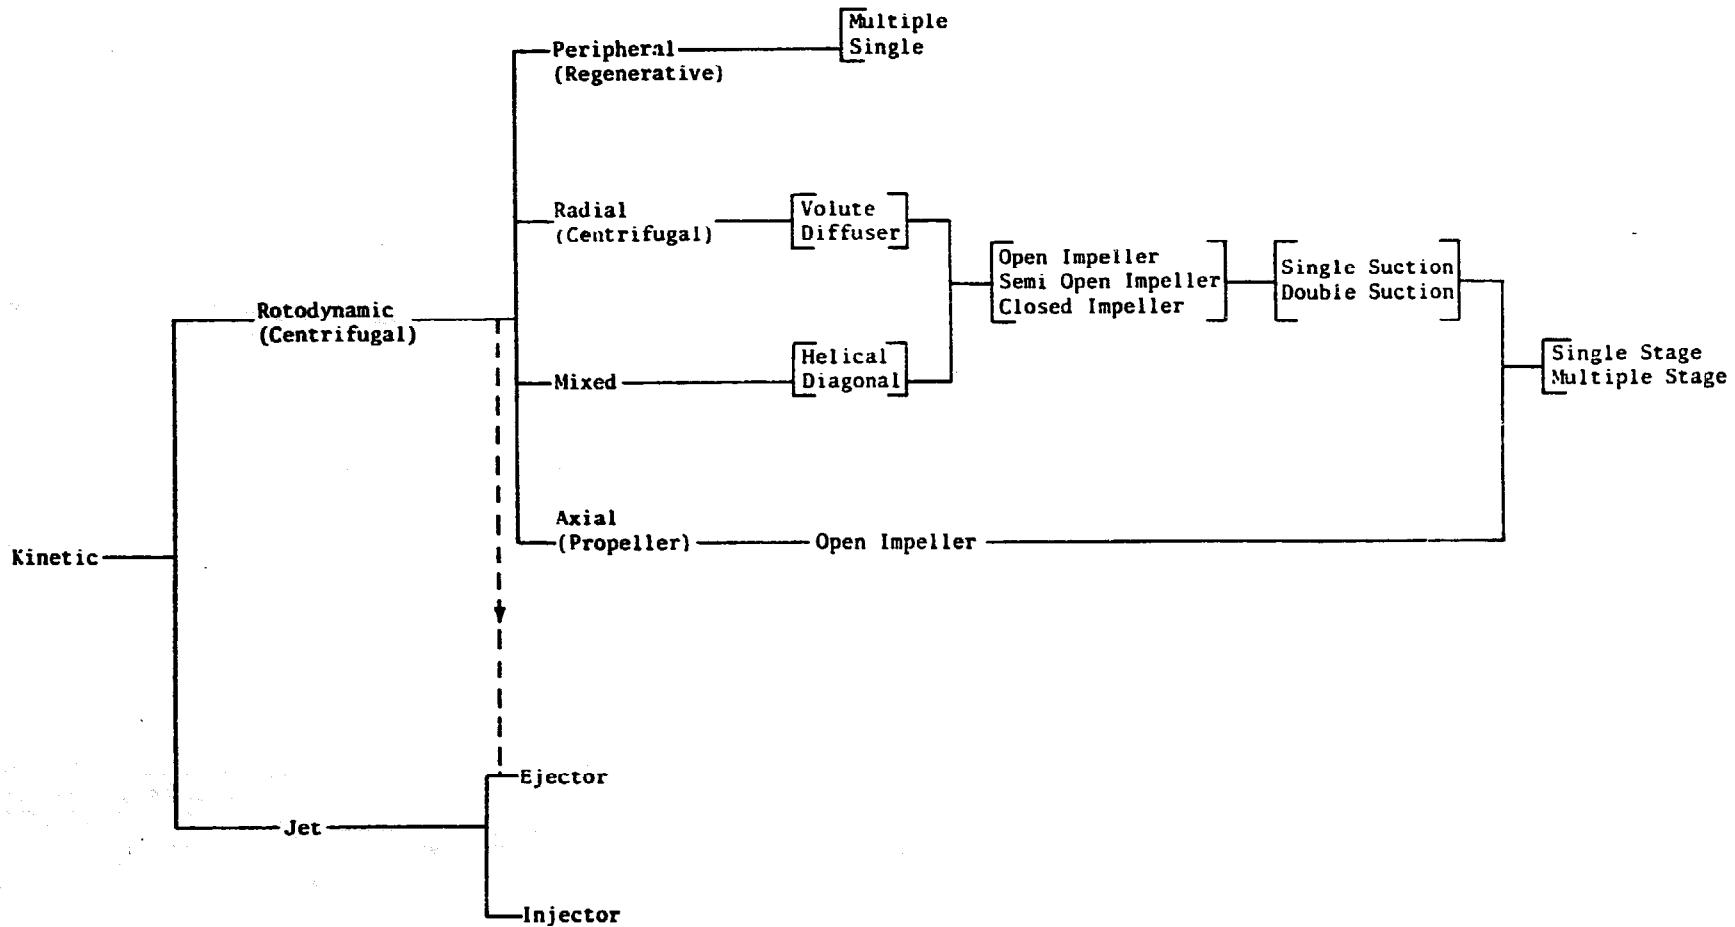 Multiple
Single
Peripheral
(Regenerative)
Radial
(Centrifugal)
Volute
Diffuser
Open Impeller
Semi Open Impeller
Closed Impeller
Single Suction
Double Suction
Rotodynamic
(Centrifugal)
Helical
Diagonal
Mixed
Single Stage
Multiple Stage
Axial
(Propeller)
Open Impeller
Kinetic
Ejector
Jet
Injector